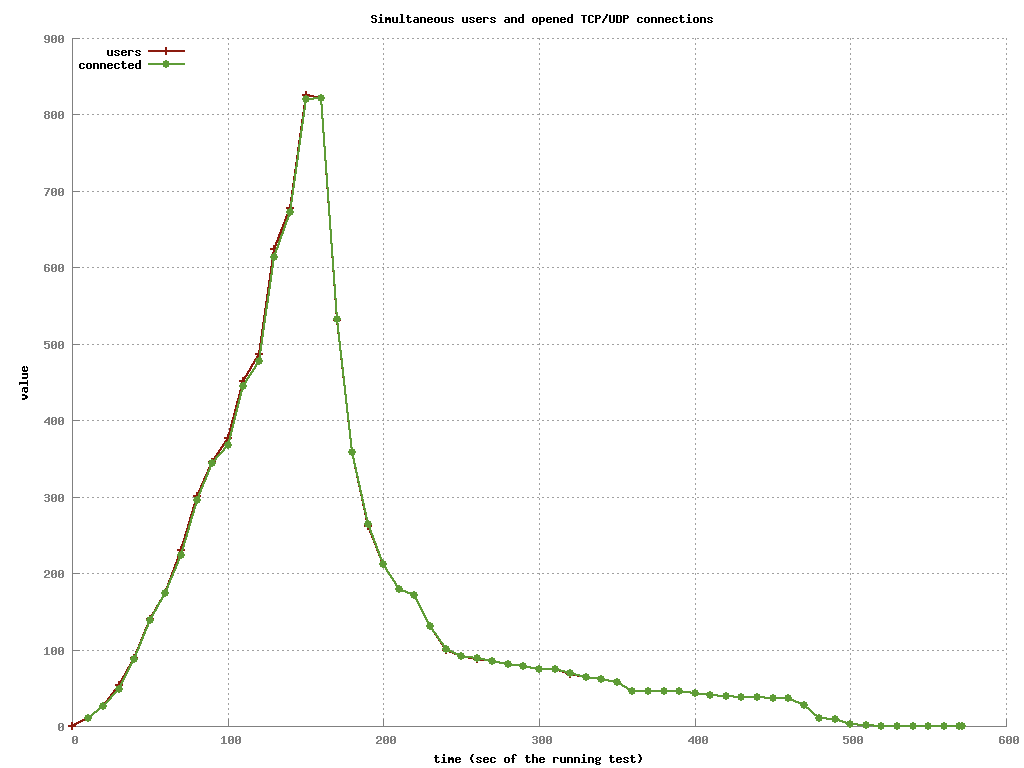 Simultaneous users and opened TCP/UDP connections
900
users
connected
800
700
600
500
value
400
300
200
100
0
0 100 200 300 400 500 600
time (sec of the running test)